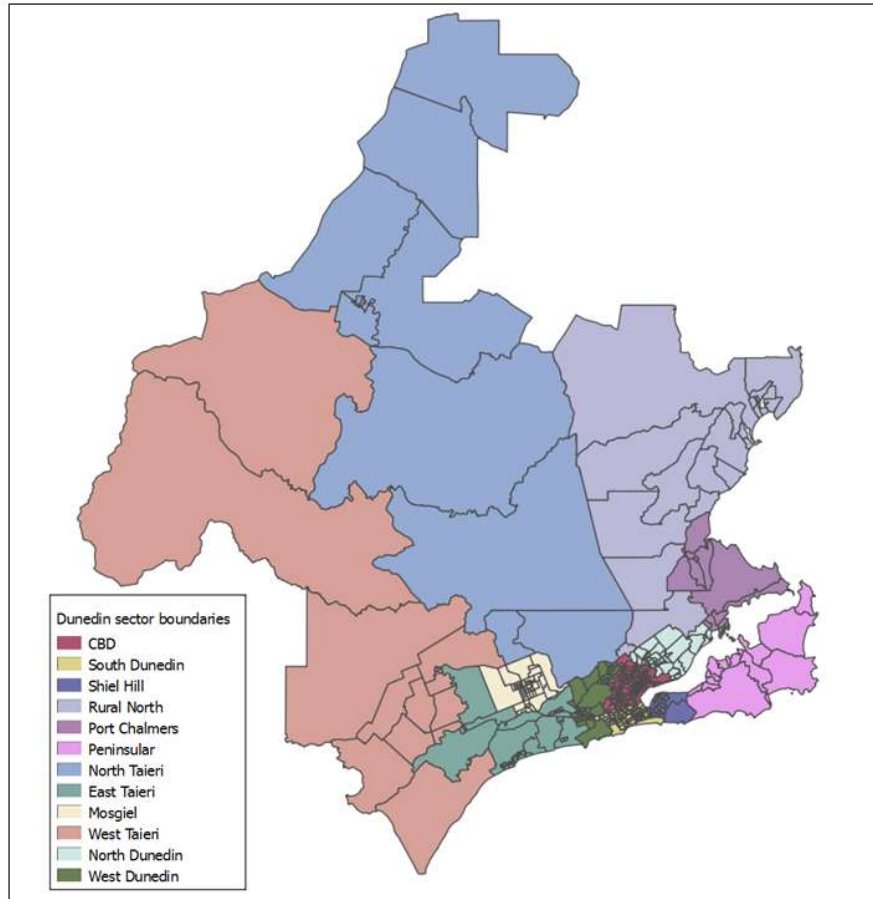 Dunedin sector boundaries
CBD
South Dunedin
Shiel Hill
Rural North
Port Chalmers
Peninsular
North Taieri
East Taieri
Mosgiel
West Taieri
North Dunedin
West Dunedin